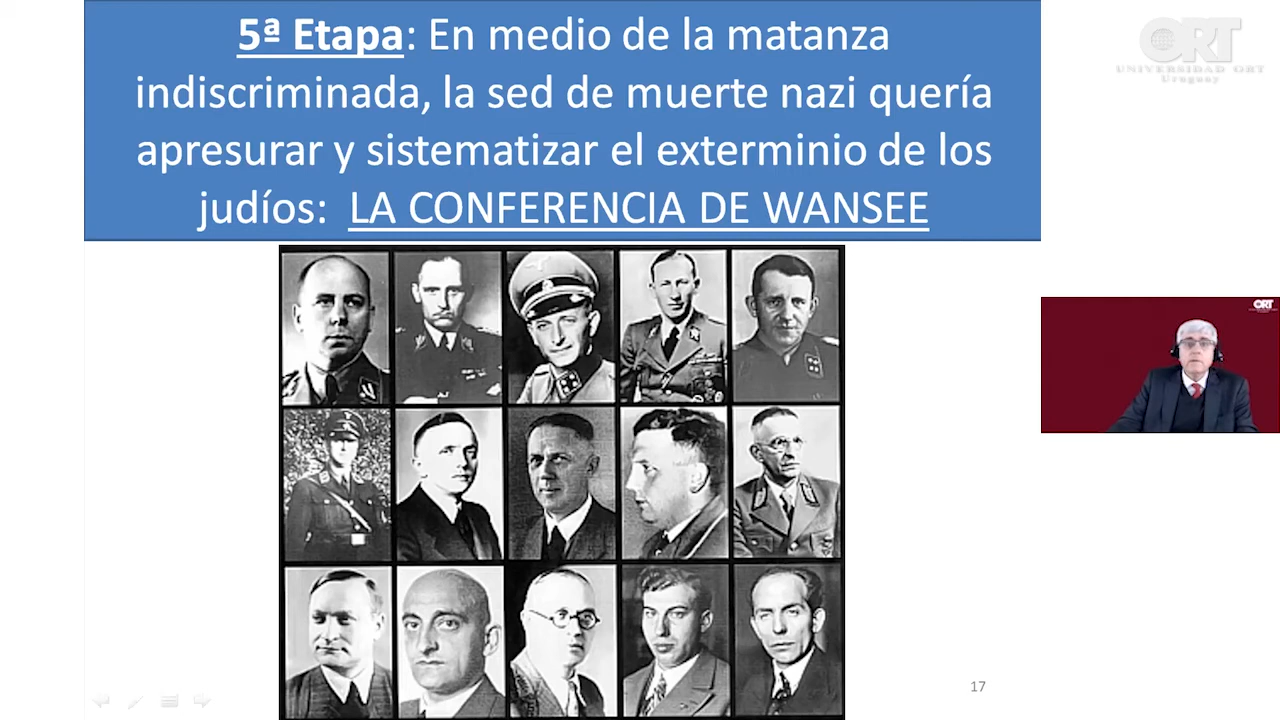 5ª Etapa: En medio de la matanza
indiscriminada, la sed de muerte nazi quería
apresurar y sistematizar el exterminio de los
judíos: LA CONFERENCIA DE WANSEE
ORT
UNIVERSIDAD ORT
Uruguay
ORT
17